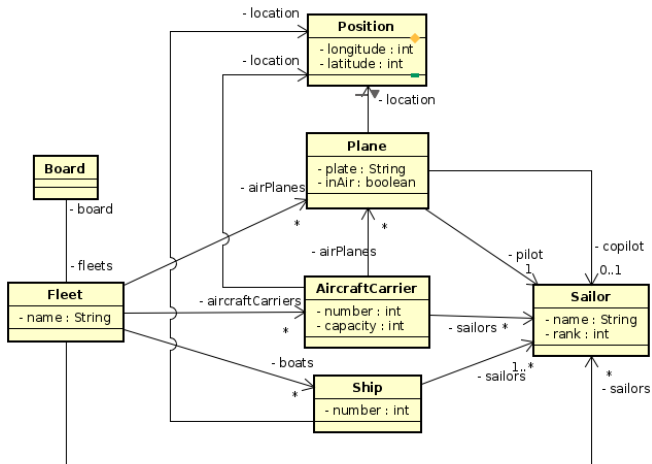 - location
Position
- longitude : int
- latitude : int
- location
- location
Plane
- plate : String
- inAir : boolean
Board
- board
- airPlanes
*
*
- airPlanes
- pilot
1
- copilot
0..1
- fleets
Fleet
- name : String
- aircraftCarriers
*
AircraftCarrier
- number : int
- capacity : int
- sailors *
Sailor
- name : String
- rank : int
- boats
*
Ship
- number : int
1..*
- sailors
*
- sailors